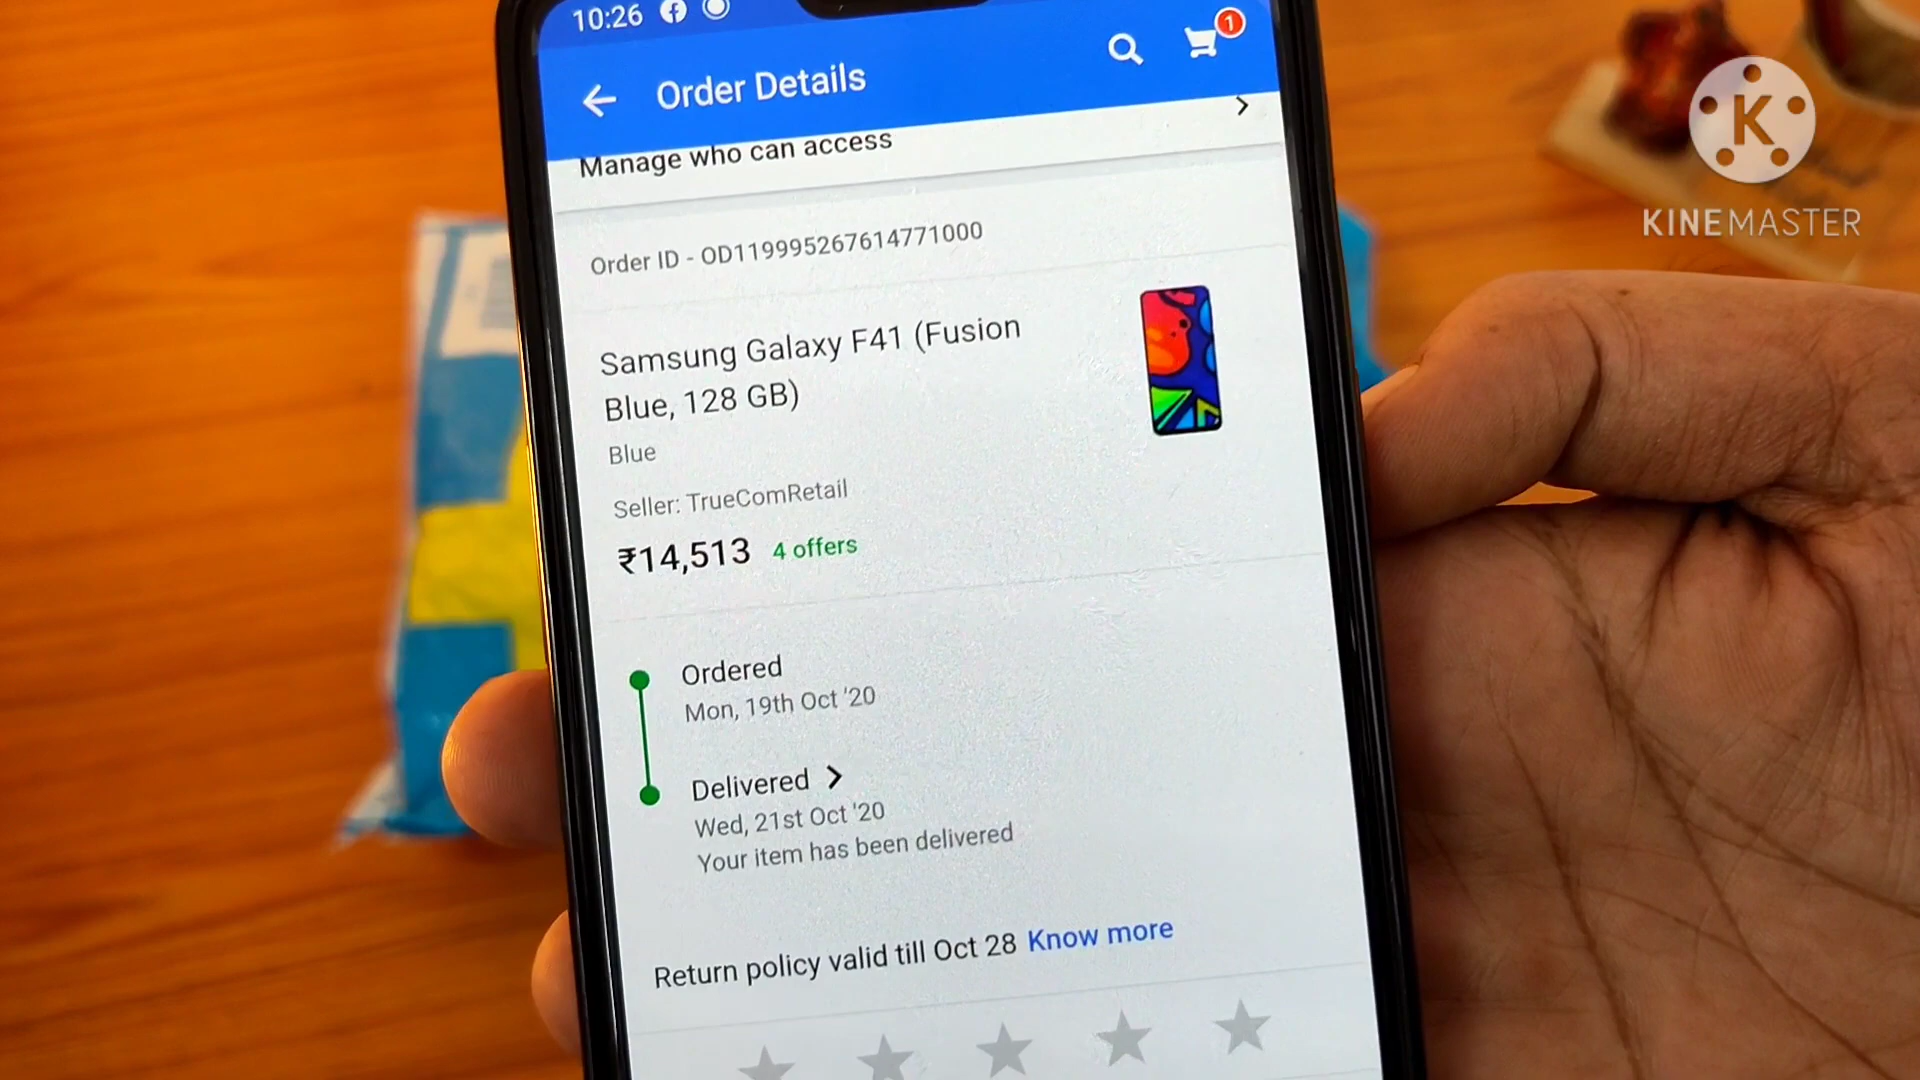 10:26
1
Order Details
Manage who can access
Order ID - OD119995267614771000
Samsung Galaxy F41 (Fusion
Blue, 128 GB)
Blue
Seller: TrueComRetail
₹14,513 4 offers
Ordered
Mon, 19th Oct '20
Delivered
Wed, 21st Oct '20
Your item has been delivered
Return policy valid till Oct 28 Know more
K
KINEMASTER